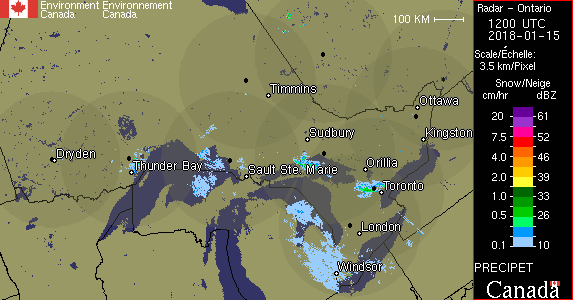 Environment Environnement
Canada Canada
100 KM
Timmins
Ottawa
Sudbury
Kingston
Dryden
Thunder Bay
Sault Ste. Marie
Orillia
Toronto
London
Windsor
Radar - Ontario
1200 UTC
2018-01-15
Scale/Échelle:
3.5 km/Pixel
Snow/Neige
cm/hr dBZ
20 61
7.5 52
4.0 46
2.0 39
1.0 33
0.5 26
0.1 10
PRECIPET
Canada